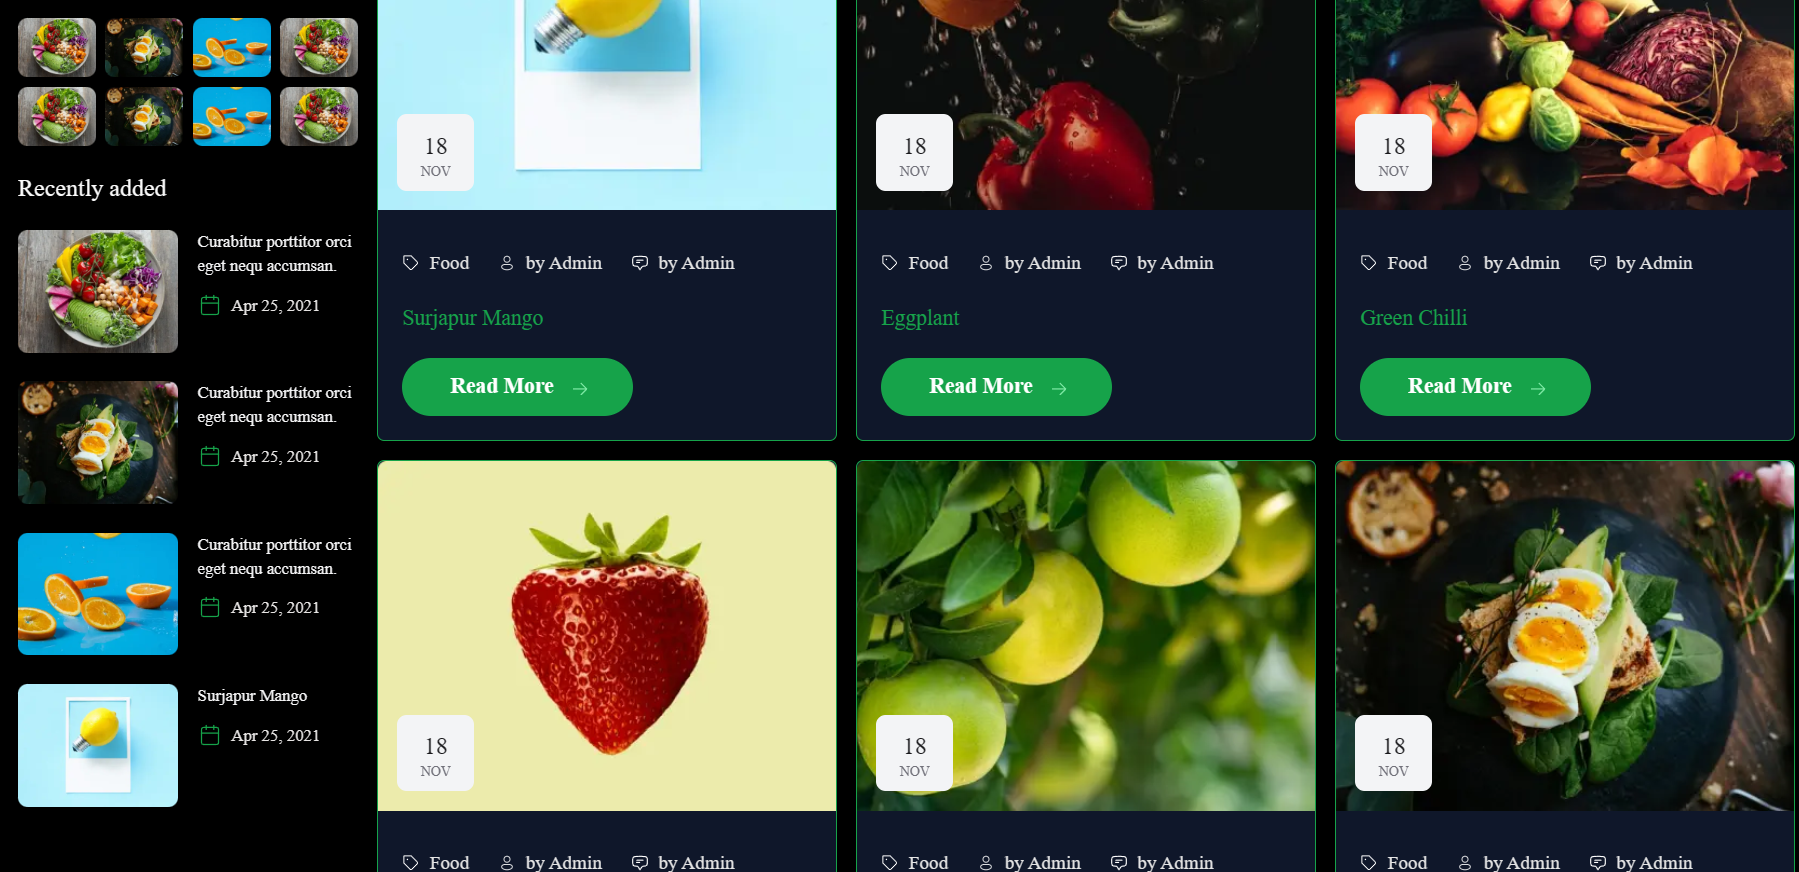 Recently added
Curabitur porttitor orci
eget nequ accumsan.
Apr 25, 2021
Curabitur porttitor orci
eget nequ accumsan.
Apr 25, 2021
Curabitur porttitor orci
eget nequ accumsan.
Apr 25, 2021
Surjapur Mango
Apr 25, 2021
18
NOV
Food by Admin by Admin
Surjapur Mango
Read More
18
NOV
Food by Admin by Admin
Eggplant
Read More
18
NOV
Food by Admin by Admin
Green Chilli
Read More
18
NOV
Food by Admin by Admin
18
NOV
Food by Admin by Admin
18
NOV
Food by Admin by Admin